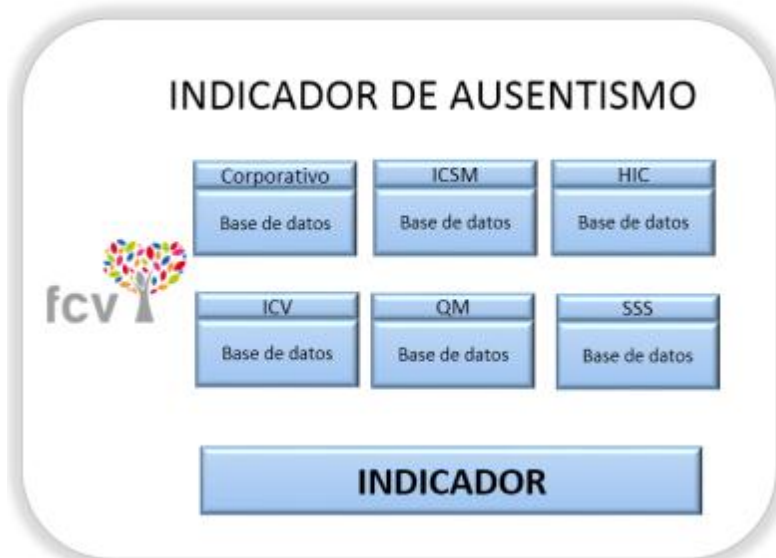 INDICADOR DE AUSENTISMO
Corporativo
Base de datos
ICSM
Base de datos
HIC
Base de datos
fcv
ICV
Base de datos
QM
Base de datos
SSS
Base de datos
INDICADOR